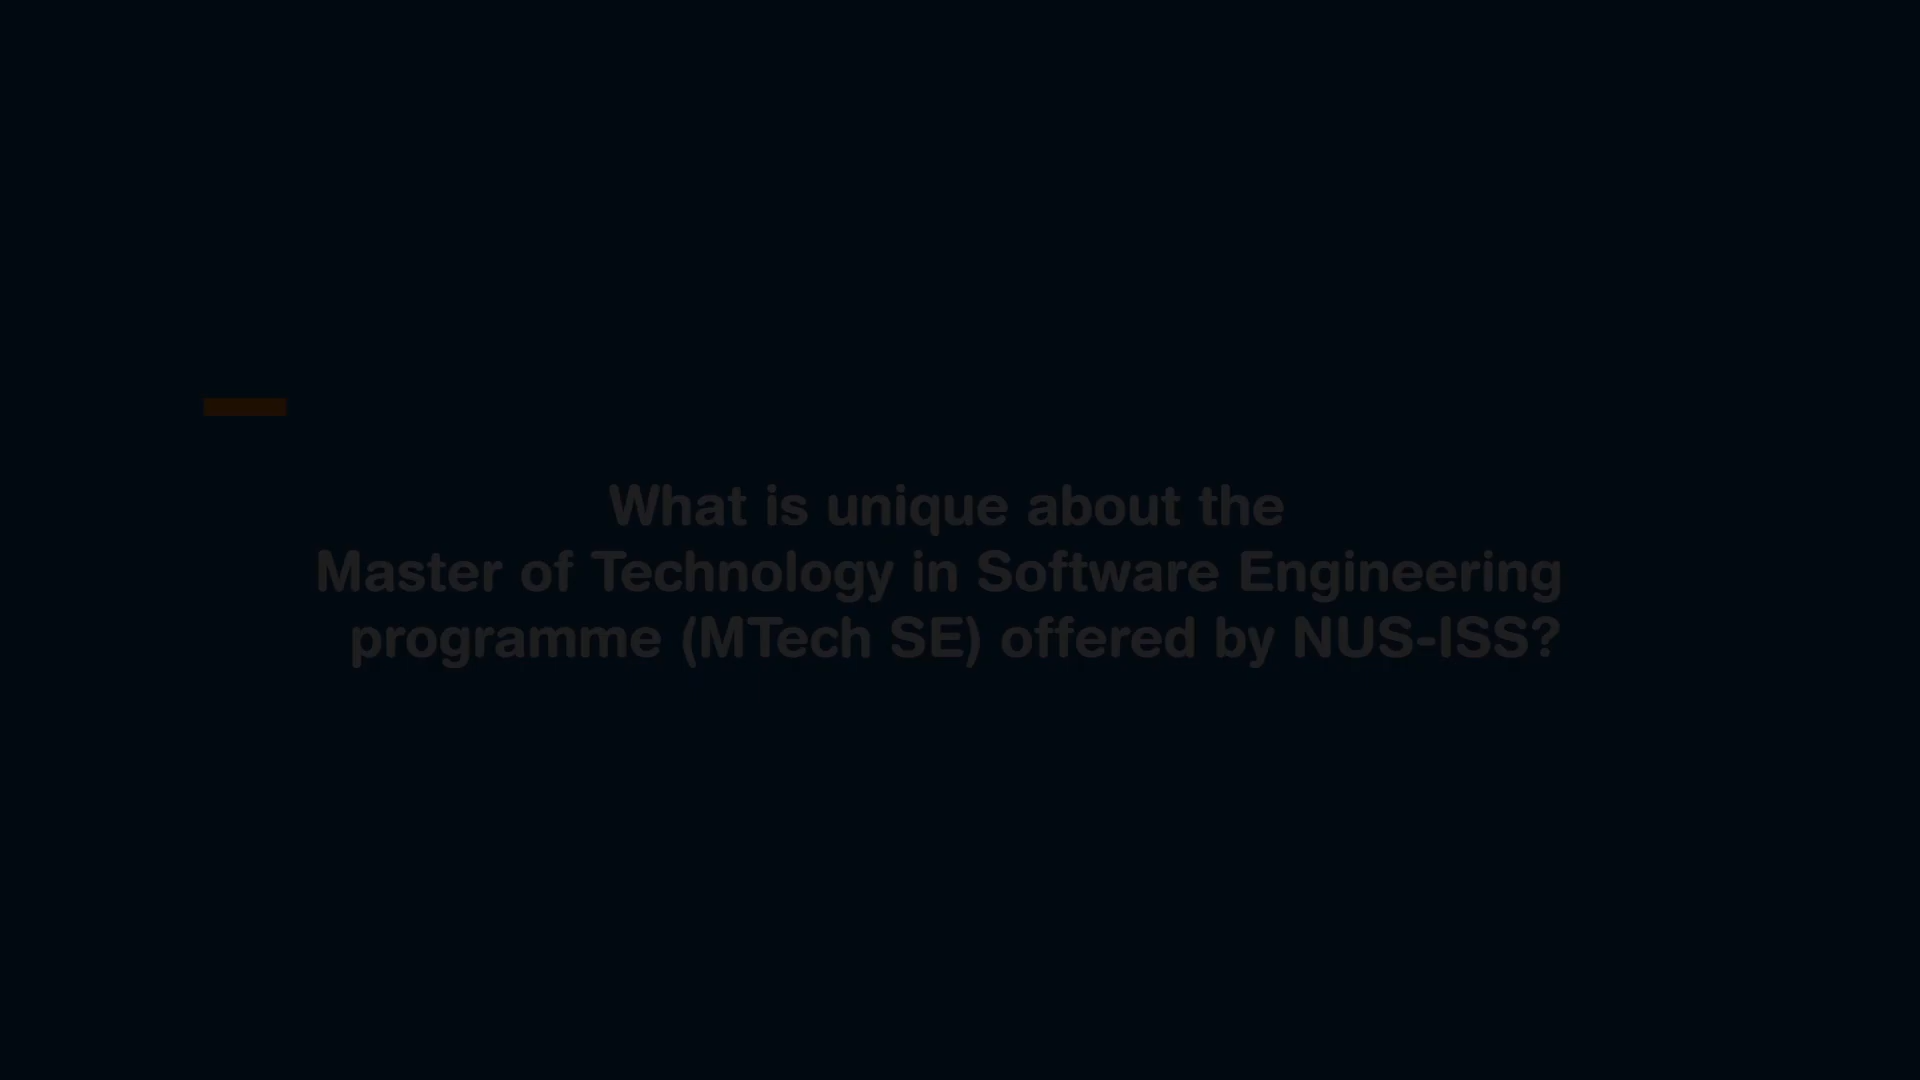 What is unique about the
Master of Technology in Software Engineering
programme (MTech SE) offered by NUS-ISS?